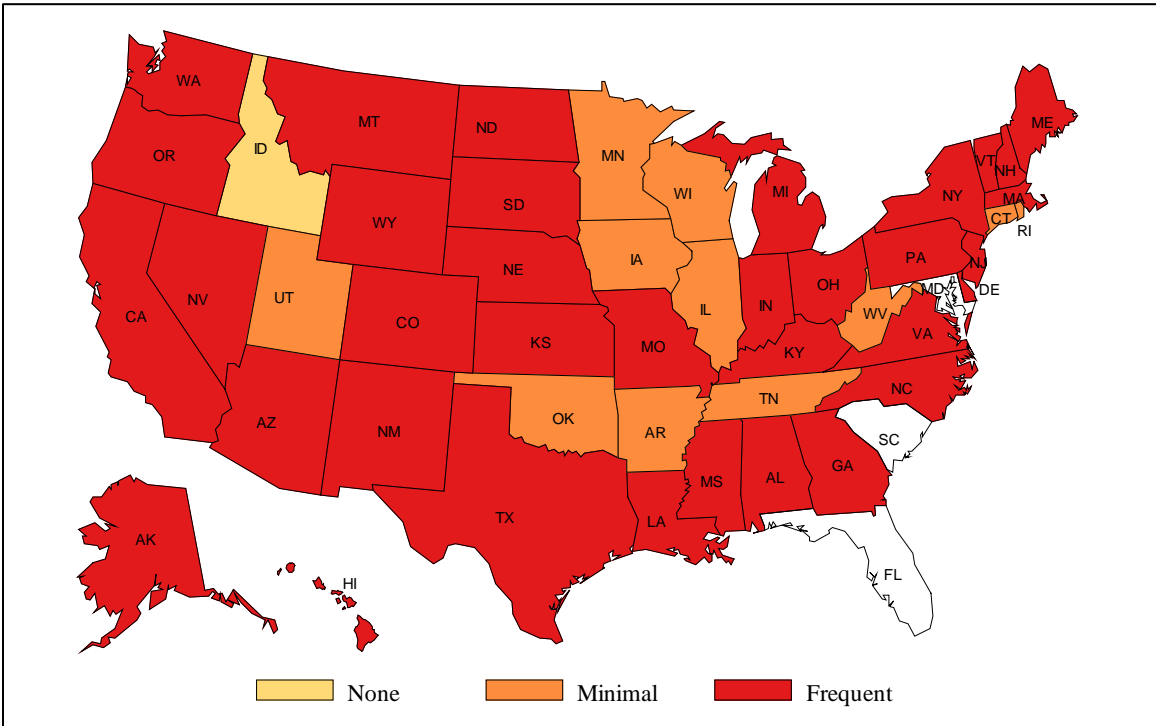 WA
MT
ND
MN
ME
OR
ID
SD
WI
MI
VT
NH
NY
MA
CT
RI
WY
NE
IA
PA
NJ
NV
UT
CO
IL
IN
OH
MD
DE
CA
KS
MO
WV
VA
KY
AZ
NM
OK
AR
TN
NC
SC
TX
LA
MS
AL
GA
AK
HI
FL
None Minimal Frequent